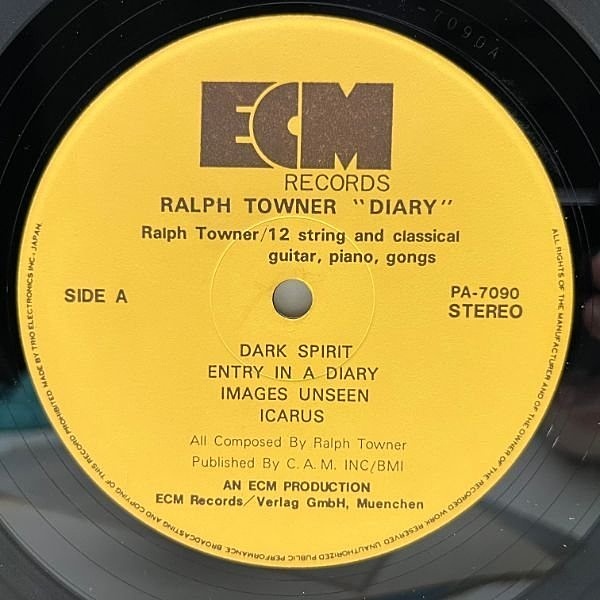 -7090A
ECM
RECORDS
RALPH TOWNER "DIARY"
Ralph Towner/12 string and classical
guitar, piano, gongs
SIDE A
PA-7090
STEREO
DARK SPIRIT
ENTRY IN A DIARY
IMAGES UNSEEN
ICARUS
All Composed By Ralph Towner
Published By C.A.M. INC/BMI
AN ECM PRODUCTION
ECM Records/Verlag GmbH, Muenchen
ALL RIGHTS OF THE MANUFACTURER AND OF THE OWNER OF THE RECORDED WORK RESERVED UNAUTHORIZED PUBLIC PERFORMANCE BROADCASTING AND COPYING OF THIS RECORD PROHIBITED MADE BY TRIO ELECTRONICS INC · JAPAN.